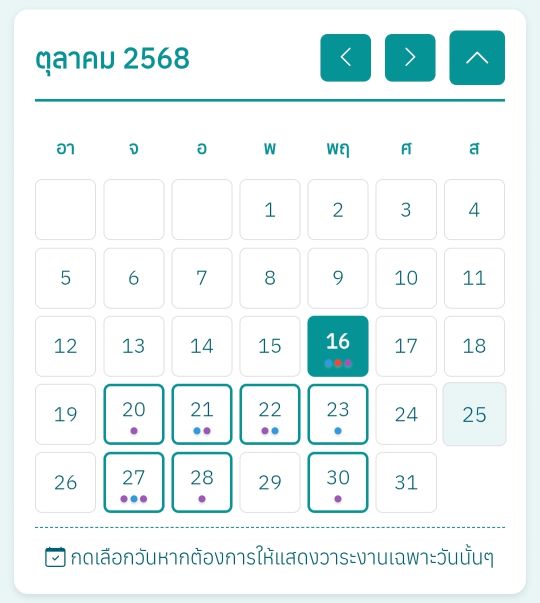 ตุลาคม 2568
อา จ อ พ พฤ ศ ส
1 2 3 4
5 6 7 8 9 10 11
12 13 14 15 16 17 18
19 20 21 22 23 24 25
26 27 28 29 30 31
กดเลือกวันหากต้องการให้แสดงวาระงานเฉพาะวันนั้นๆ